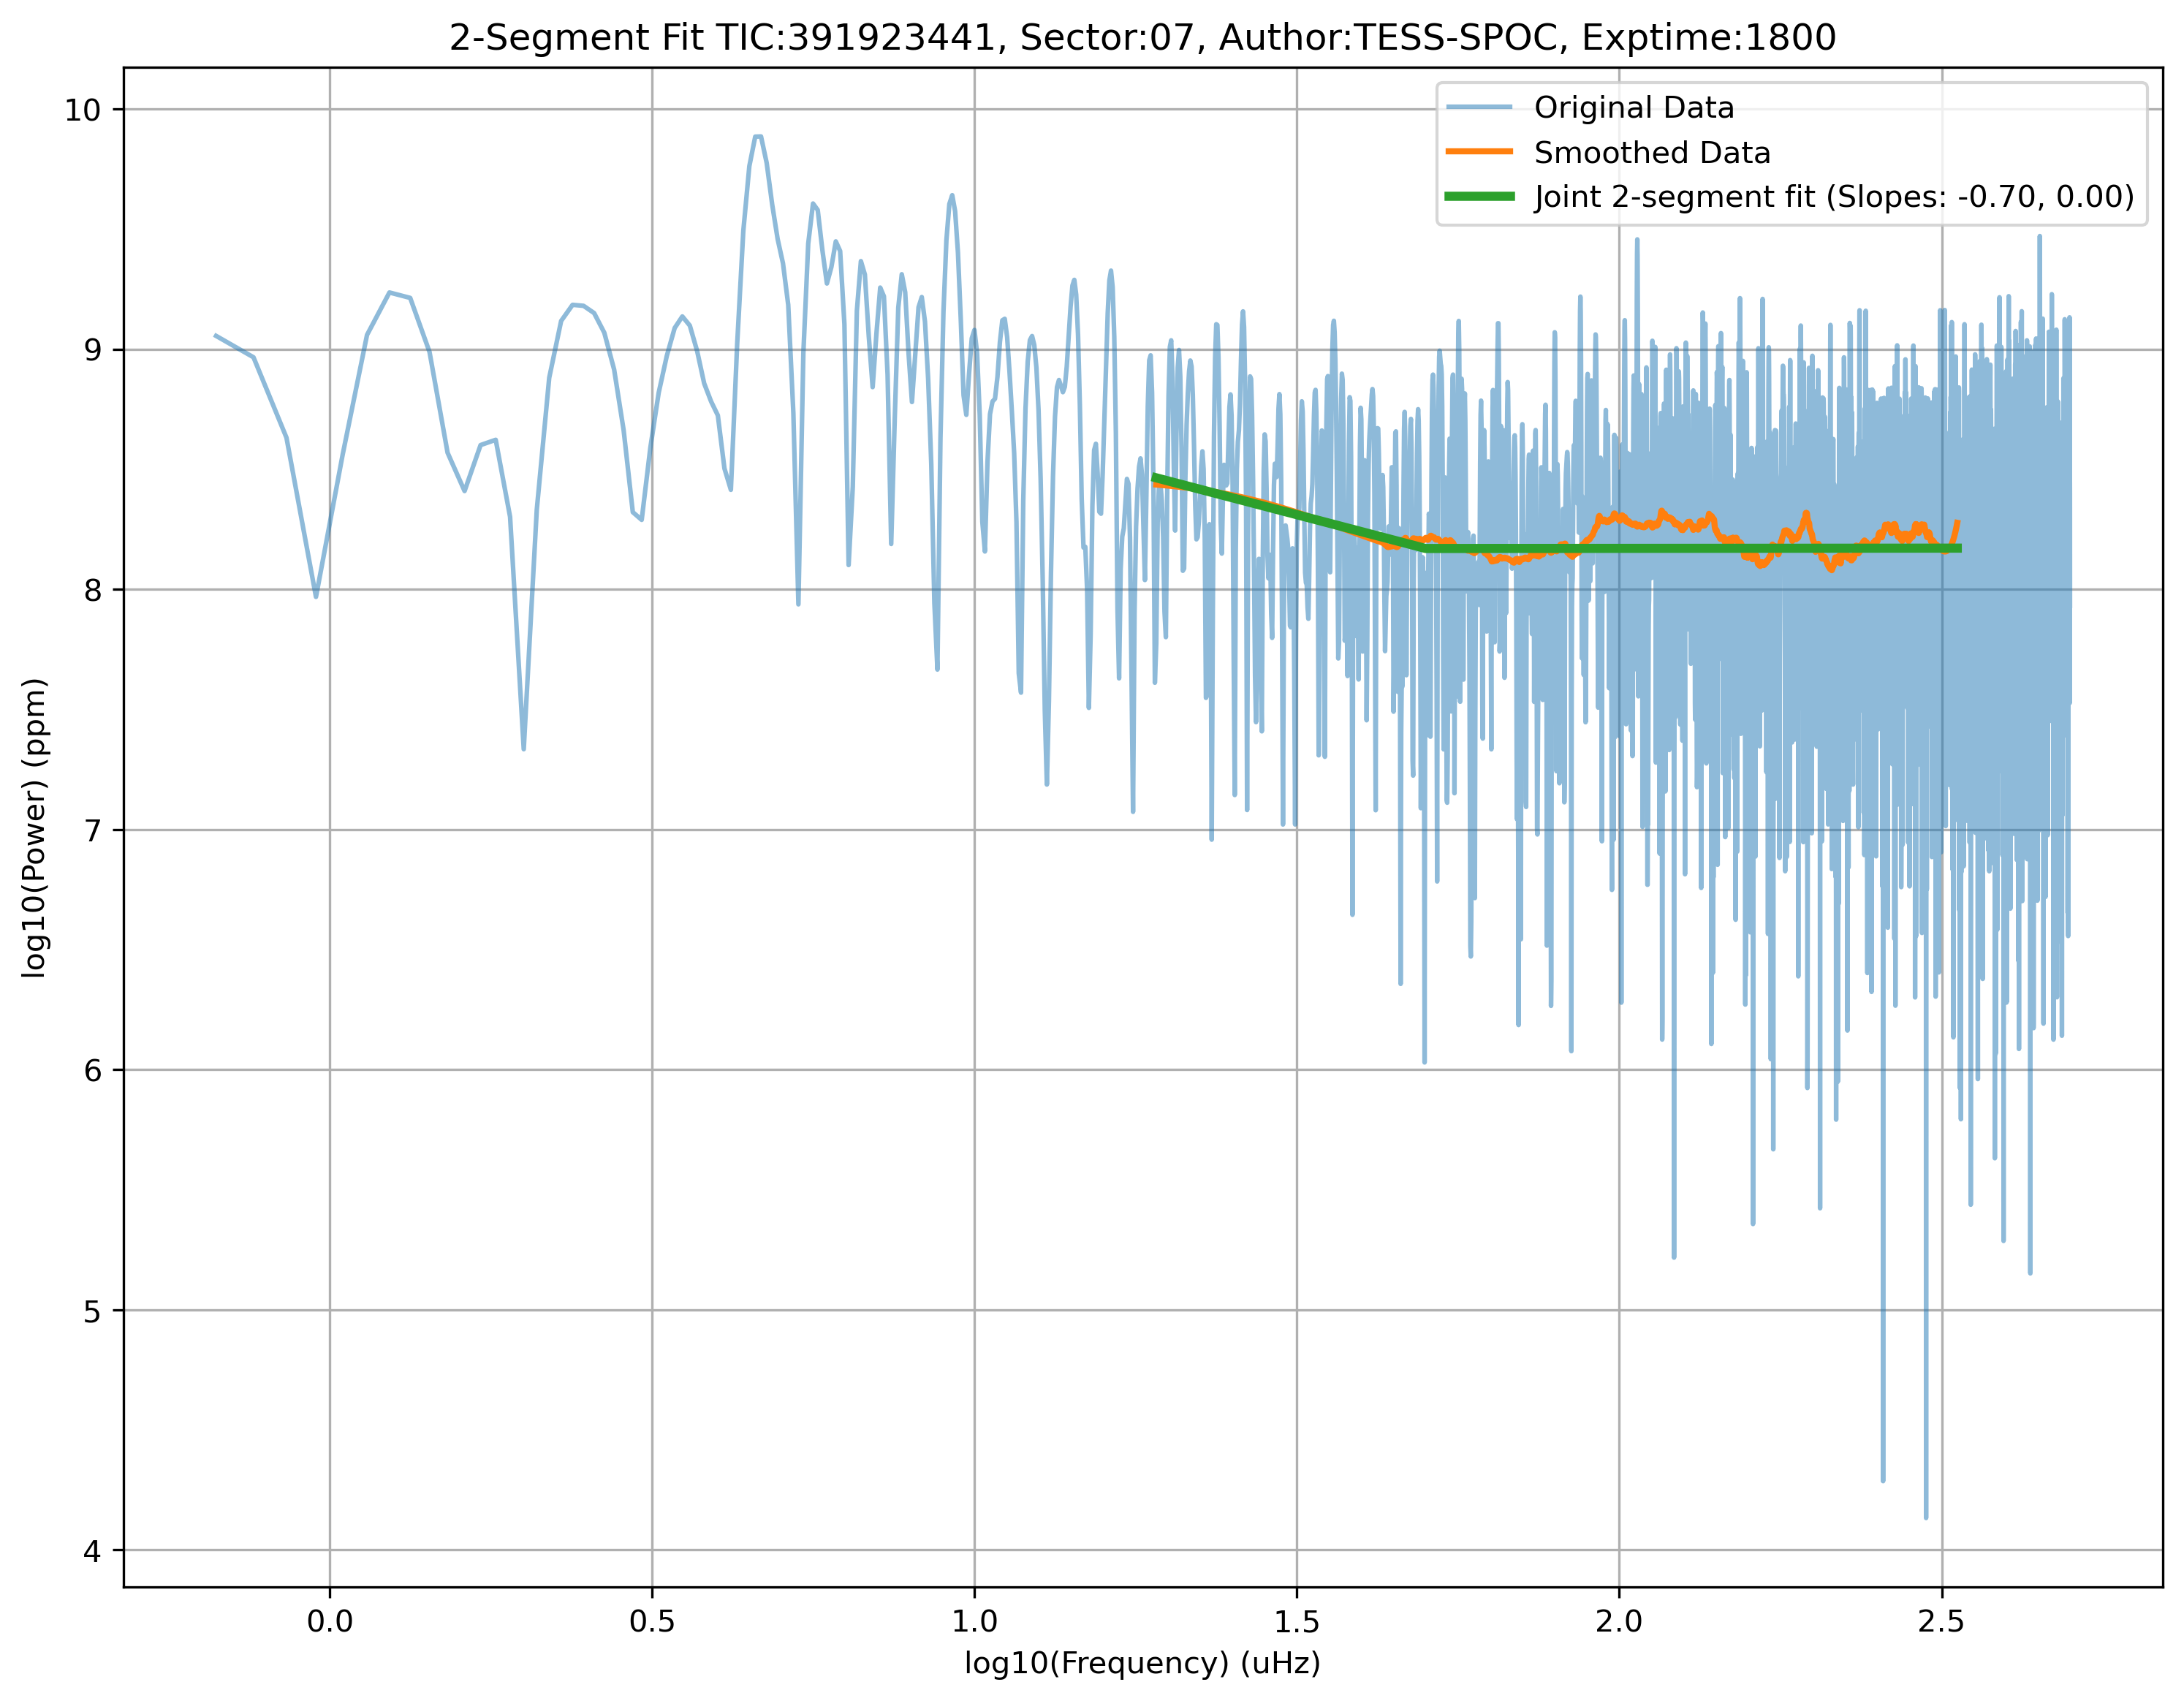 2-Segment Fit TIC:391923441, Sector:07, Author:TESS-SPOC, Exptime:1800
Original Data
Smoothed Data
Joint 2-segment fit (Slopes: -0.70, 0.00)
log10(Power) (ppm)
10
9
8
7
6
5
4
0.0
0.5
1.0
1.5
2.0
2.5
log10(Frequency) (uHz)